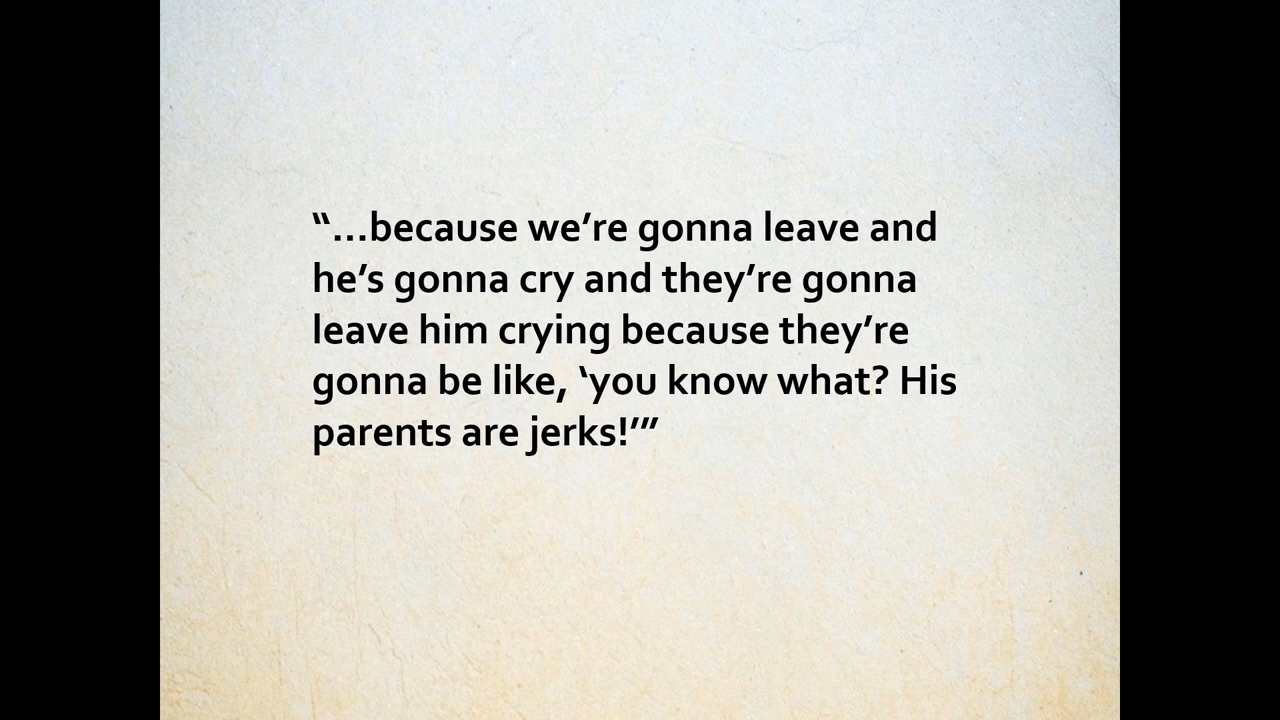 “…because we’re gonna leave and
he’s gonna cry and they’re gonna
leave him crying because they’re
gonna be like, ‘you know what? His
parents are jerks!’”